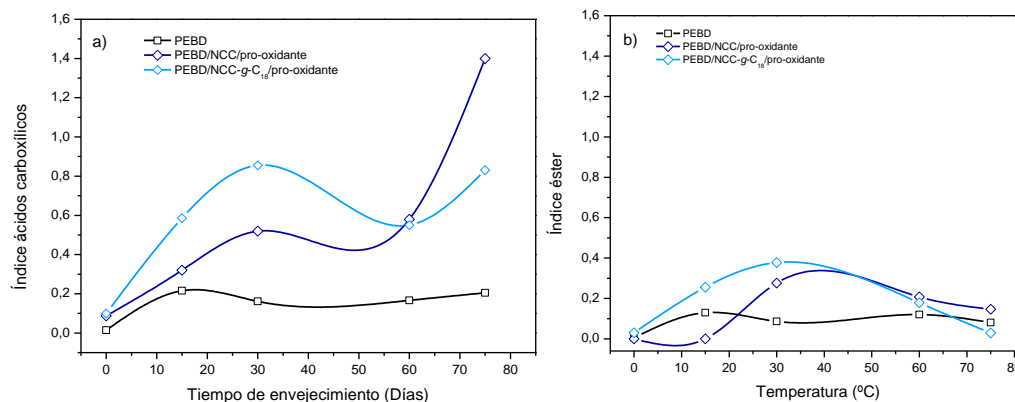 a)
PEBD
PEBD/NCC/pro-oxidante
PEBD/NCC-g-C18/pro-oxidante
Índice ácidos carboxílicos
1,6
1,4
1,2
1,0
0,8
0,6
0,4
0,2
0,0
0 10 20 30 40 50 60 70 80
Tiempo de envejecimiento (Días)
b)
PEBD
PEBD/NCC/pro-oxidante
PEBD/NCC-g-C18/pro-oxidante
Índice éster
1,6
1,4
1,2
1,0
0,8
0,6
0,4
0,2
0,0
0 10 20 30 40 50 60 70 80
Temperatura (ºC)